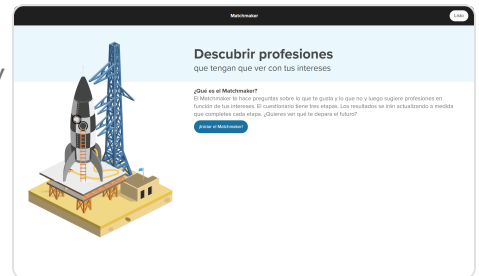 Matchmaker
Listo
Descubrir profesiones
que tengan que ver con tus intereses
¿Qué es el Matchmaker?
El Matchmaker te hace preguntas sobre lo que te gusta y lo que no y luego sugiere profesiones en
función de tus intereses. El cuestionario tiene tres etapas. Los resultados se irán actualizando a medida
que completes cada etapa. ¿Quieres ver qué te depara el futuro?
¡Iniciar el Matchmaker!